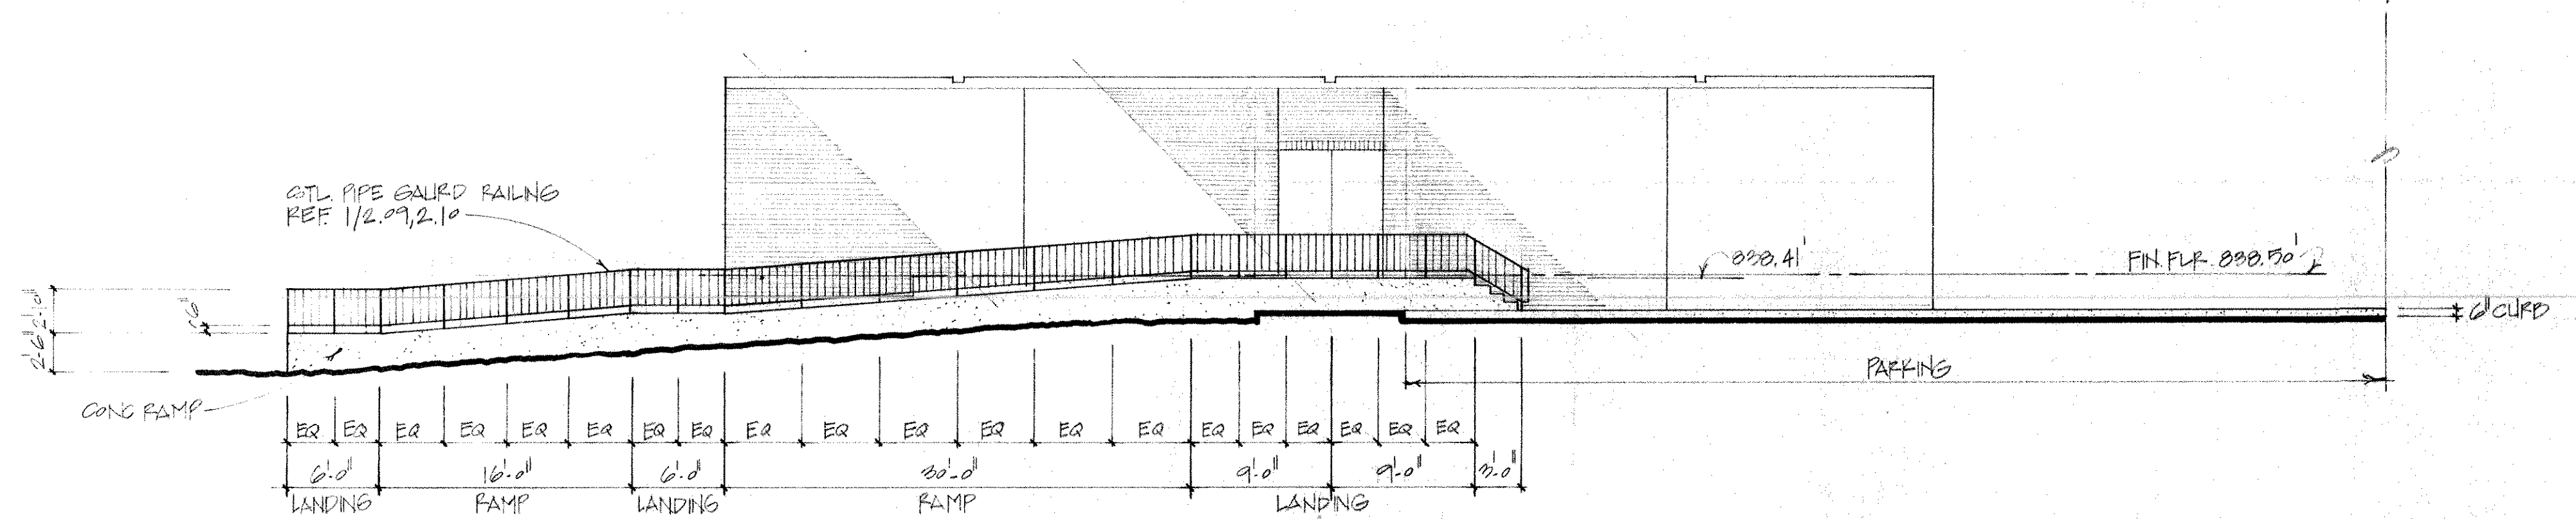 STL. PIPE GAURD RAILING
REF. 1/2.09, 2.10
838.41'
FIN. FLR 838.50'
6"
2'-10"
2'-6"
6" CURB
PARKING
CONC RAMP
EQ EQ EQ EQ EQ EQ EQ EQ EQ EQ EQ EQ EQ EQ EQ EQ EQ EQ EQ EQ
6'-0" 16'-0" 6'-0" 30'-0" 9'-0" 9'-0" 3'-0"
LANDING RAMP LANDING RAMP LANDING